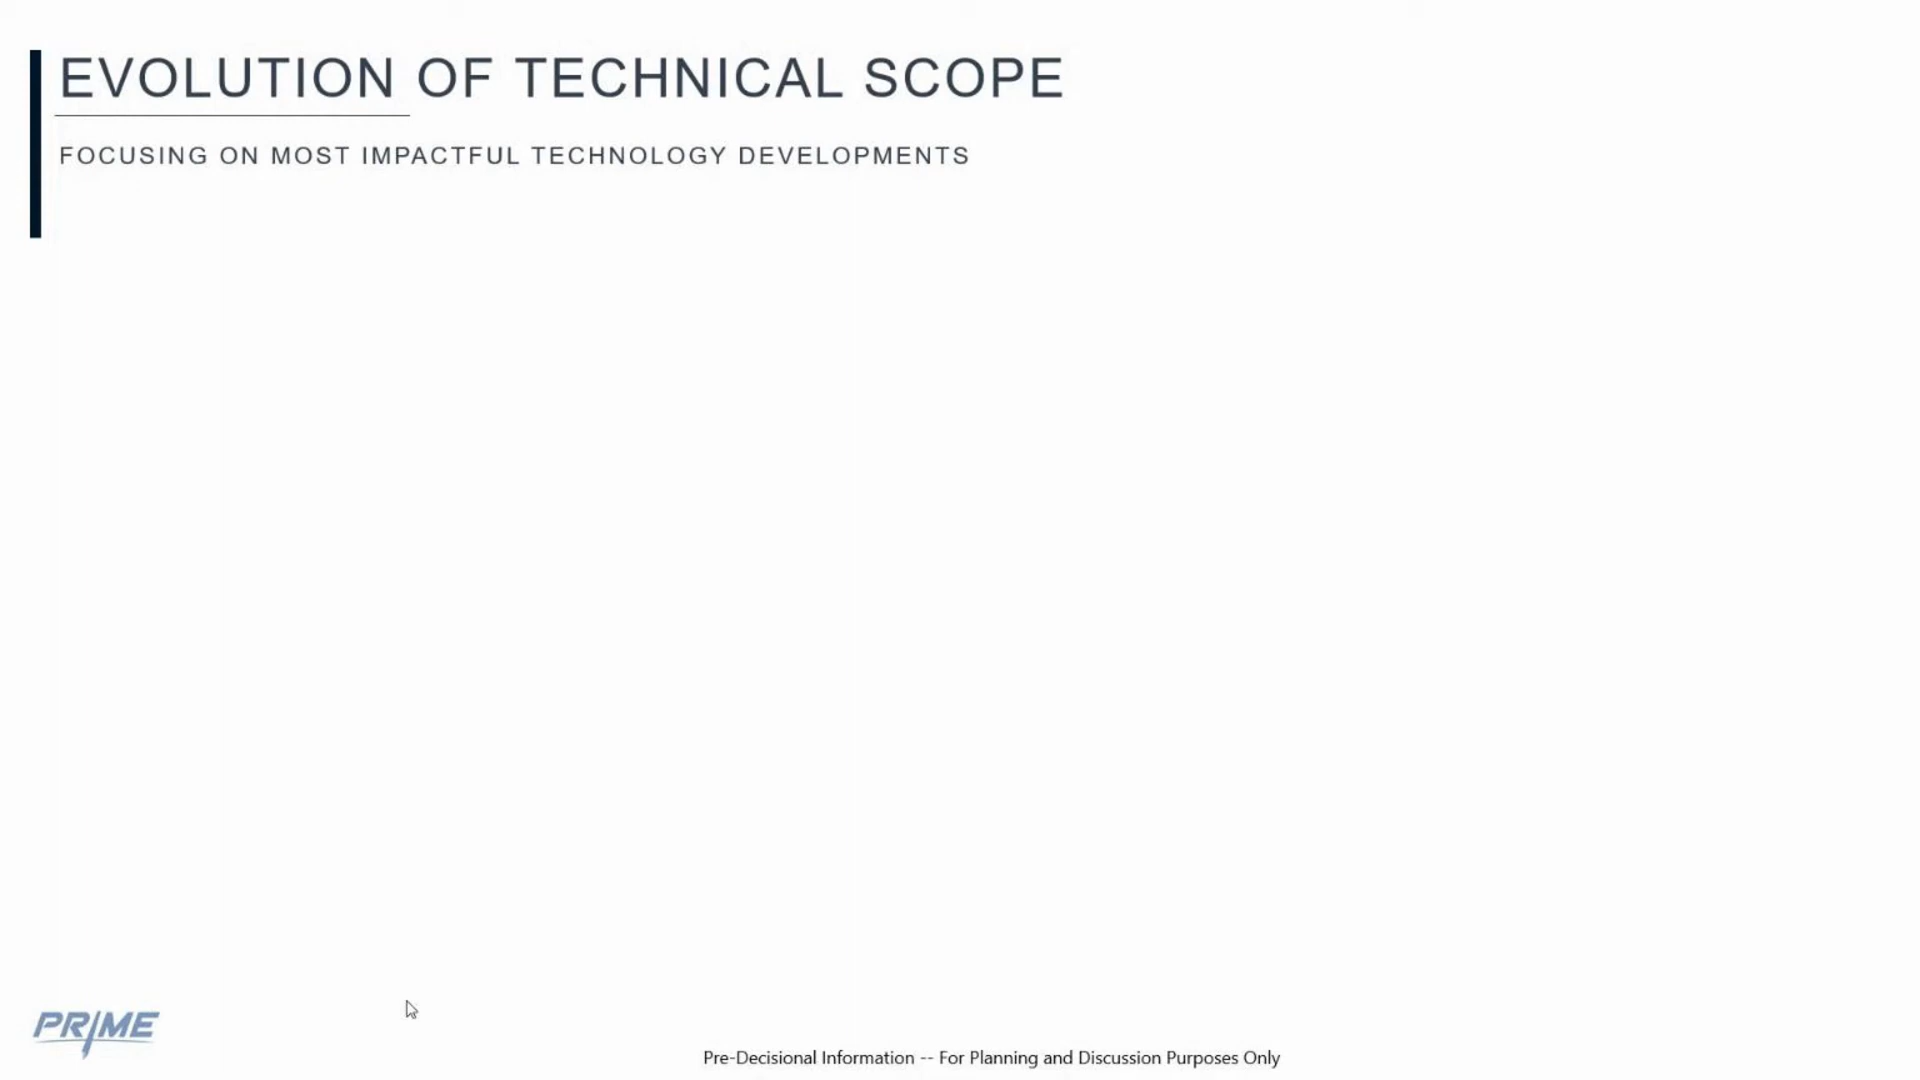 EVOLUTION OF TECHNICAL SCOPE
FOCUSING ON MOST IMPACTFUL TECHNOLOGY DEVELOPMENTS
PRIME
Pre-Decisional Information -- For Planning and Discussion Purposes Only